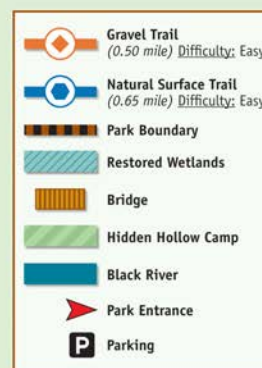 Gravel Trail
(0.50 mile) Difficulty: Easy
Natural Surface Trail
(0.65 mile) Difficulty: Easy
Park Boundary
Restored Wetlands
Bridge
Hidden Hollow Camp
Black River
Park Entrance
P Parking